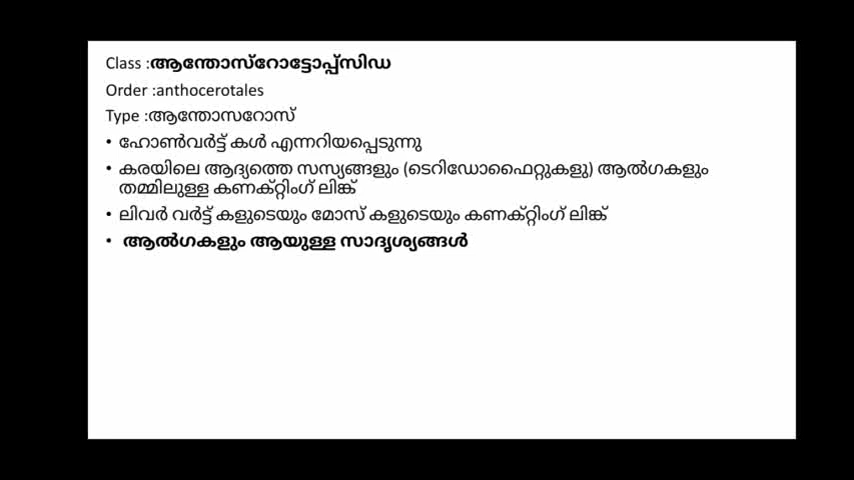 Class :ആന്തോസ്റോട്ടോപ്പ്സിഡ
Order :anthocerotales
Type :ആന്തോസറോസ്
• ഹോൺവർട്ട് കൾ എന്നറിയപ്പെടുന്നു
• കരയിലെ ആദ്യത്തെ സസ്യങ്ങളും (ടെറിഡോഫൈറ്റുകളു) ആൽഗകളും
തമ്മിലുള്ള കണക്റ്റിംഗ് ലിങ്ക്
• ലിവർ വർട്ട് കളുടെയും മോസ് കളുടെയും കണക്റ്റിംഗ് ലിങ്ക്
• ആൽഗകളും ആയുള്ള സാദൃശ്യങ്ങൾ